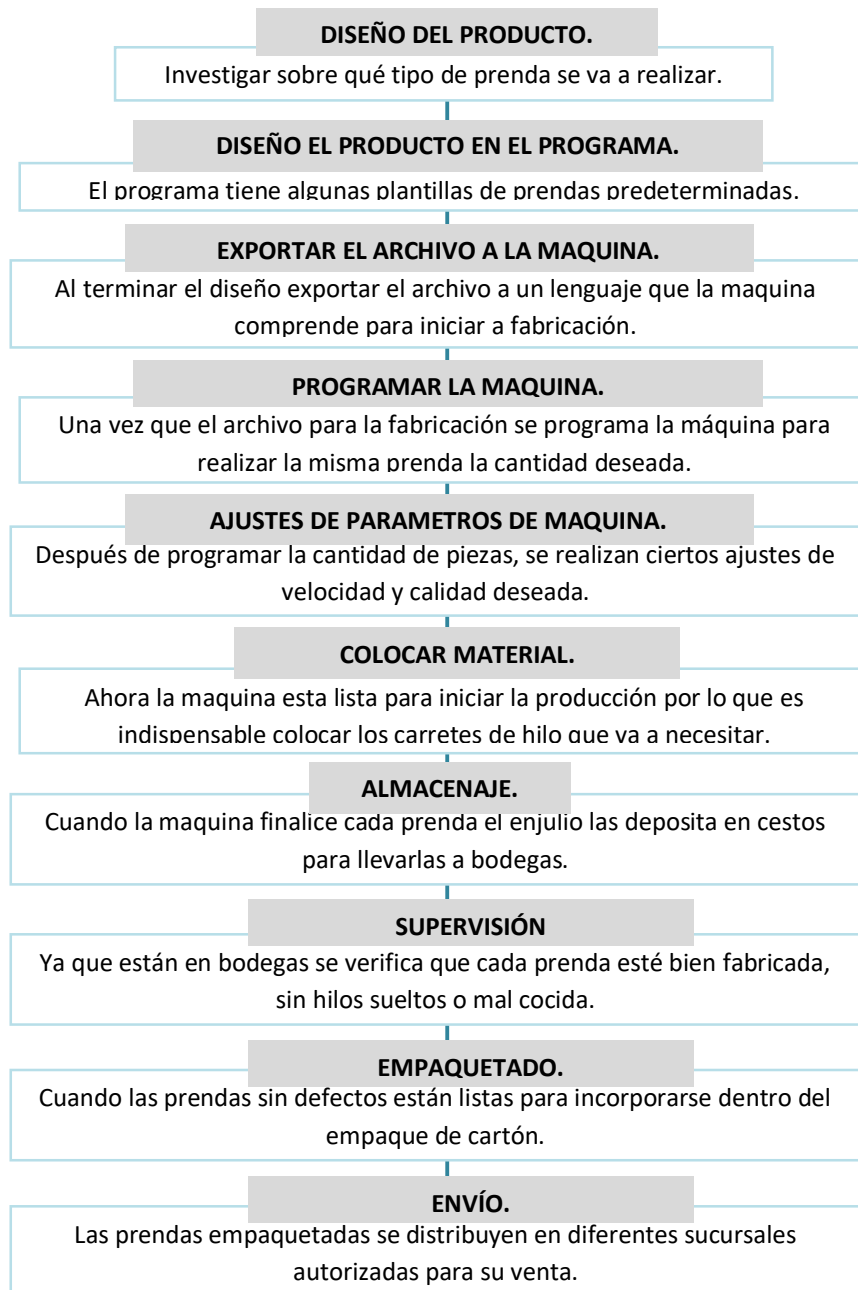 DISEÑO DEL PRODUCTO.
Investigar sobre qué tipo de prenda se va a realizar.
DISEÑO EL PRODUCTO EN EL PROGRAMA.
El programa tiene algunas plantillas de prendas predeterminadas.
EXPORTAR EL ARCHIVO A LA MAQUINA.
Al terminar el diseño exportar el archivo a un lenguaje que la maquina
comprende para iniciar a fabricación.
PROGRAMAR LA MAQUINA.
Una vez que el archivo para la fabricación se programa la máquina para
realizar la misma prenda la cantidad deseada.
AJUSTES DE PARAMETROS DE MAQUINA.
Después de programar la cantidad de piezas, se realizan ciertos ajustes de
velocidad y calidad deseada.
COLOCAR MATERIAL.
Ahora la maquina esta lista para iniciar la producción por lo que es
indispensable colocar los carretes de hilo que va a necesitar.
ALMACENAJE.
Cuando la maquina finalice cada prenda el enjulio las deposita en cestos
para llevarlas a bodegas.
SUPERVISIÓN
Ya que están en bodegas se verifica que cada prenda esté bien fabricada,
sin hilos sueltos o mal cocida.
EMPAQUETADO.
Cuando las prendas sin defectos están listas para incorporarse dentro del
empaque de cartón.
ENVÍO.
Las prendas empaquetadas se distribuyen en diferentes sucursales
autorizadas para su venta.